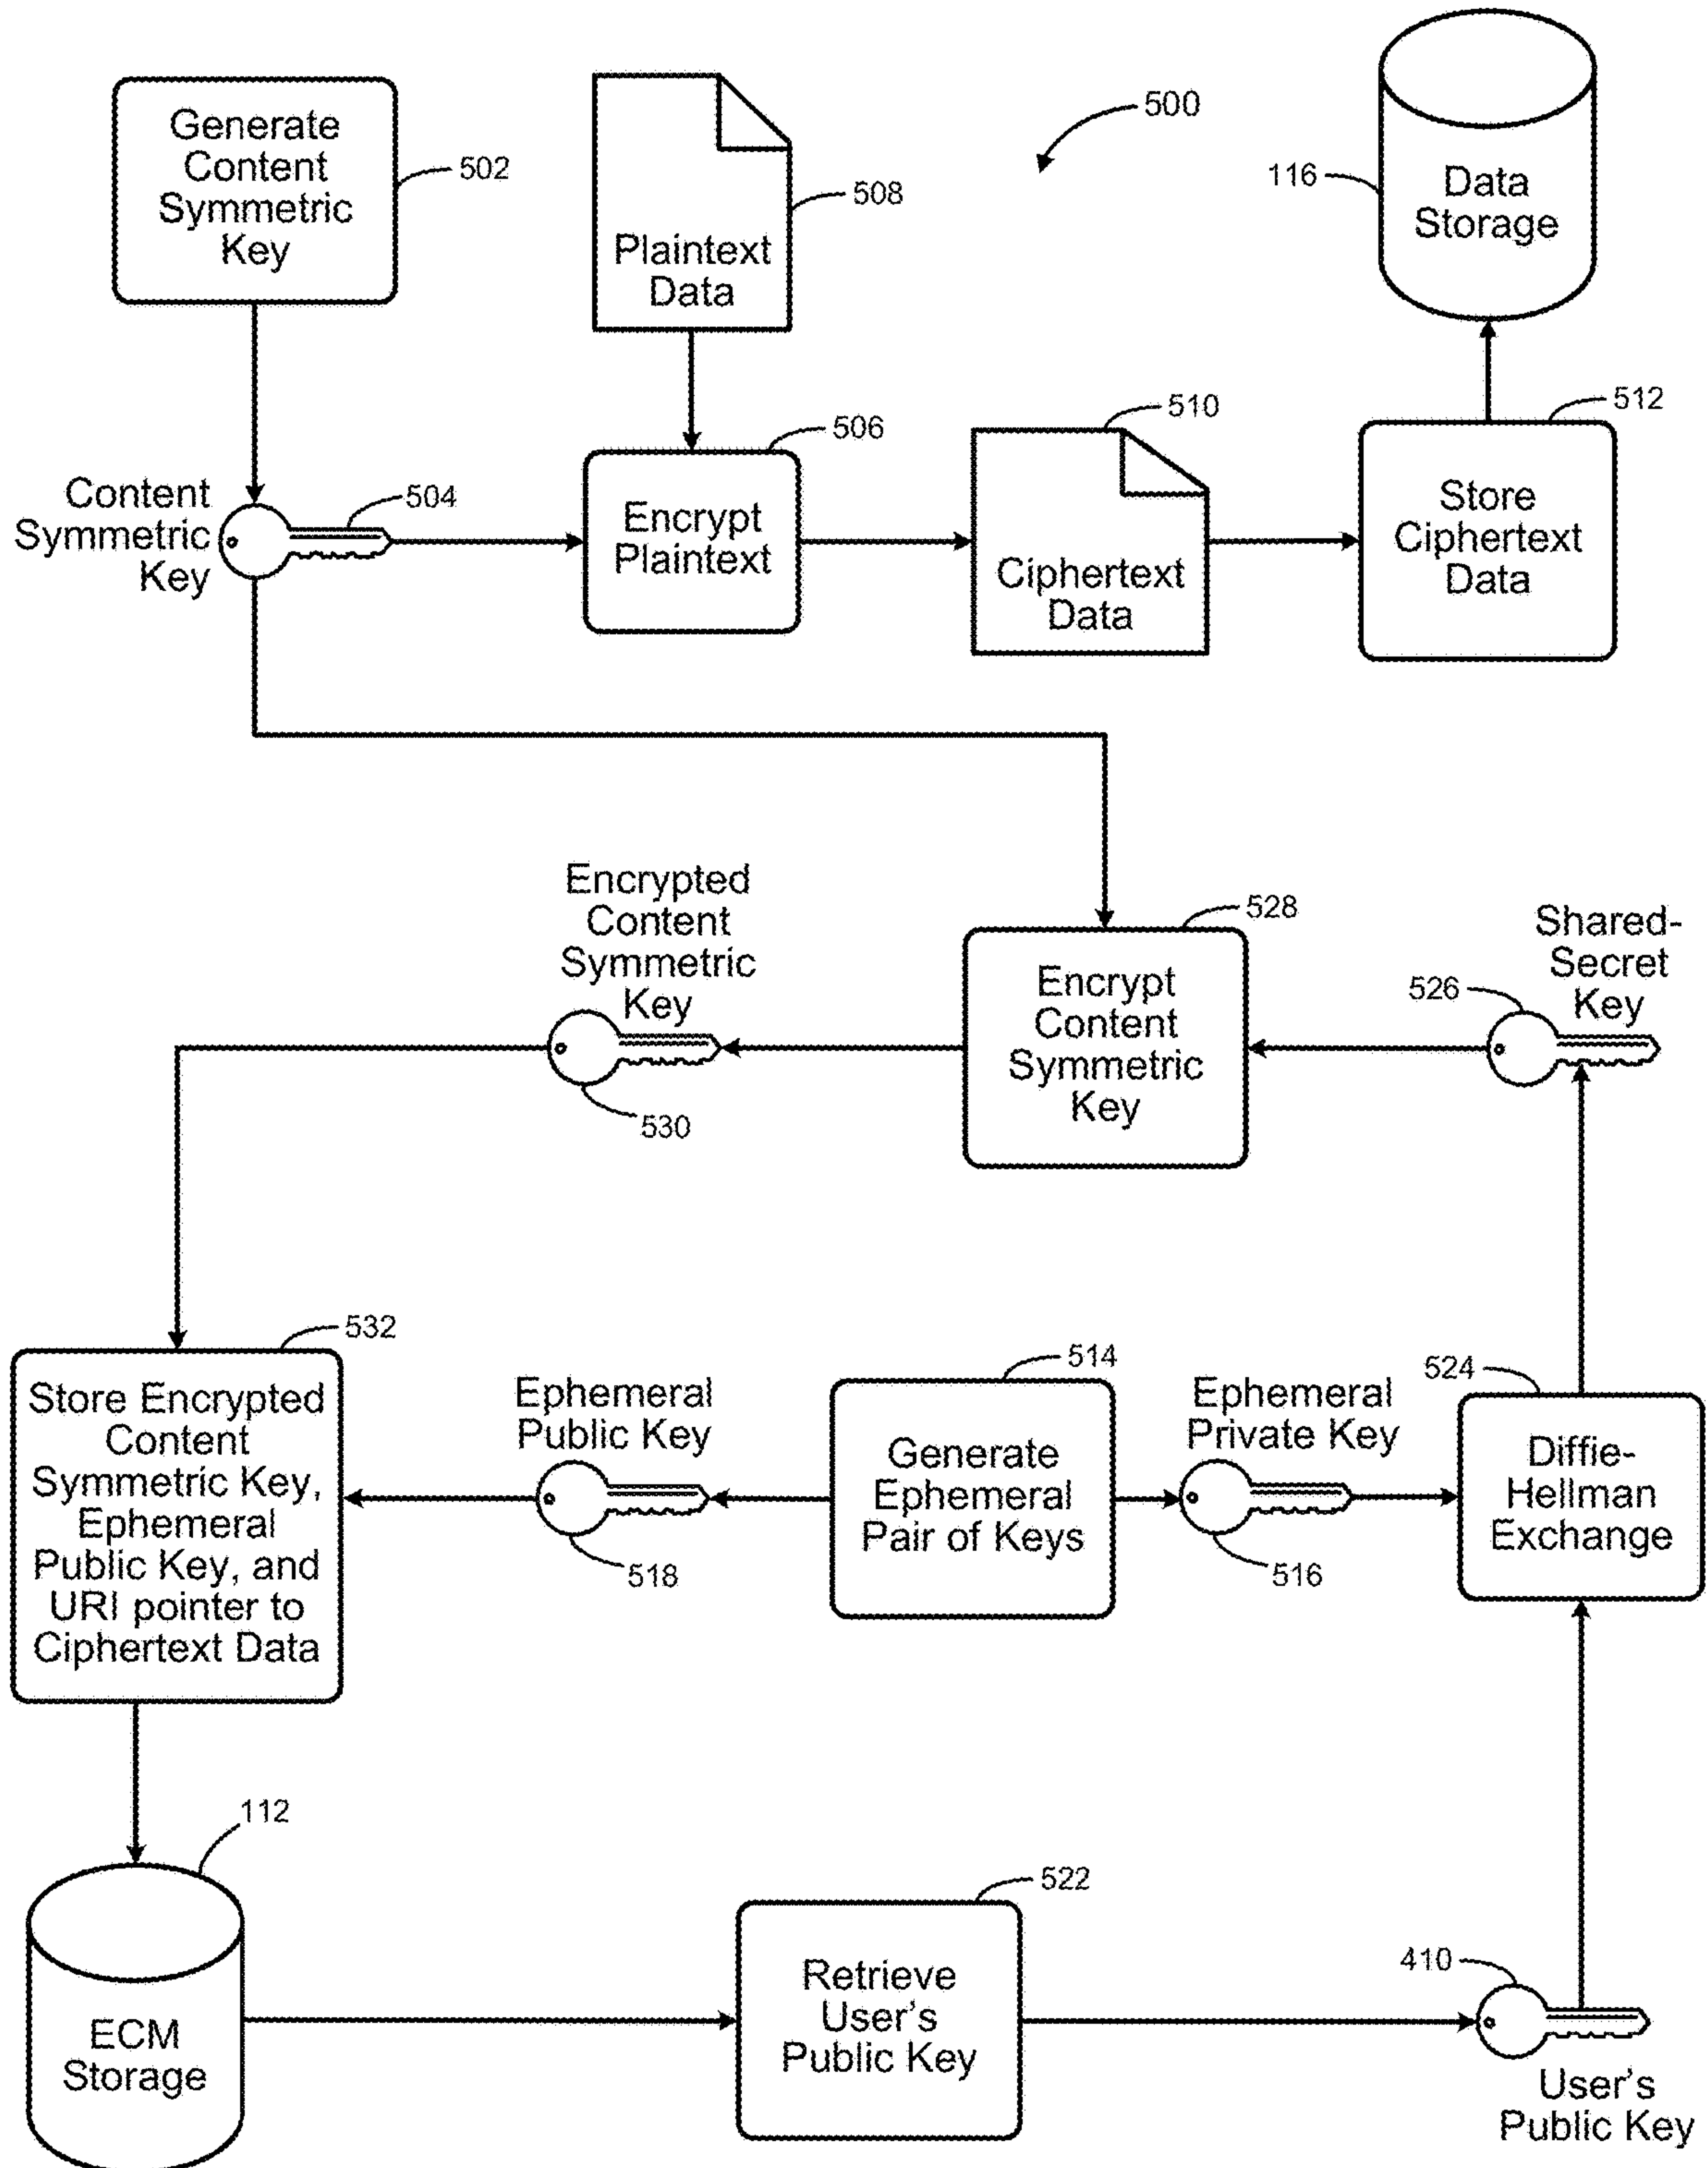 Generate
Content
Symmetric
Key
502
Plaintext
Data
508
500
116
Data
Storage
Content
Symmetric
Key
504
Encrypt
Plaintext
506
510
Ciphertext
Data
512
Store
Ciphertext
Data
Encrypted
Content
Symmetric
Key
530
528
Encrypt
Content
Symmetric
Key
526
Shared-
Secret
Key
532
Store Encrypted
Content
Symmetric Key,
Ephemeral
Public Key, and
URI pointer to
Ciphertext Data
Ephemeral
Public Key
518
514
Generate
Ephemeral
Pair of Keys
Ephemeral
Private Key
516
524
Diffie-
Hellman
Exchange
112
ECM
Storage
522
Retrieve
User's
Public Key
410
User's
Public Key